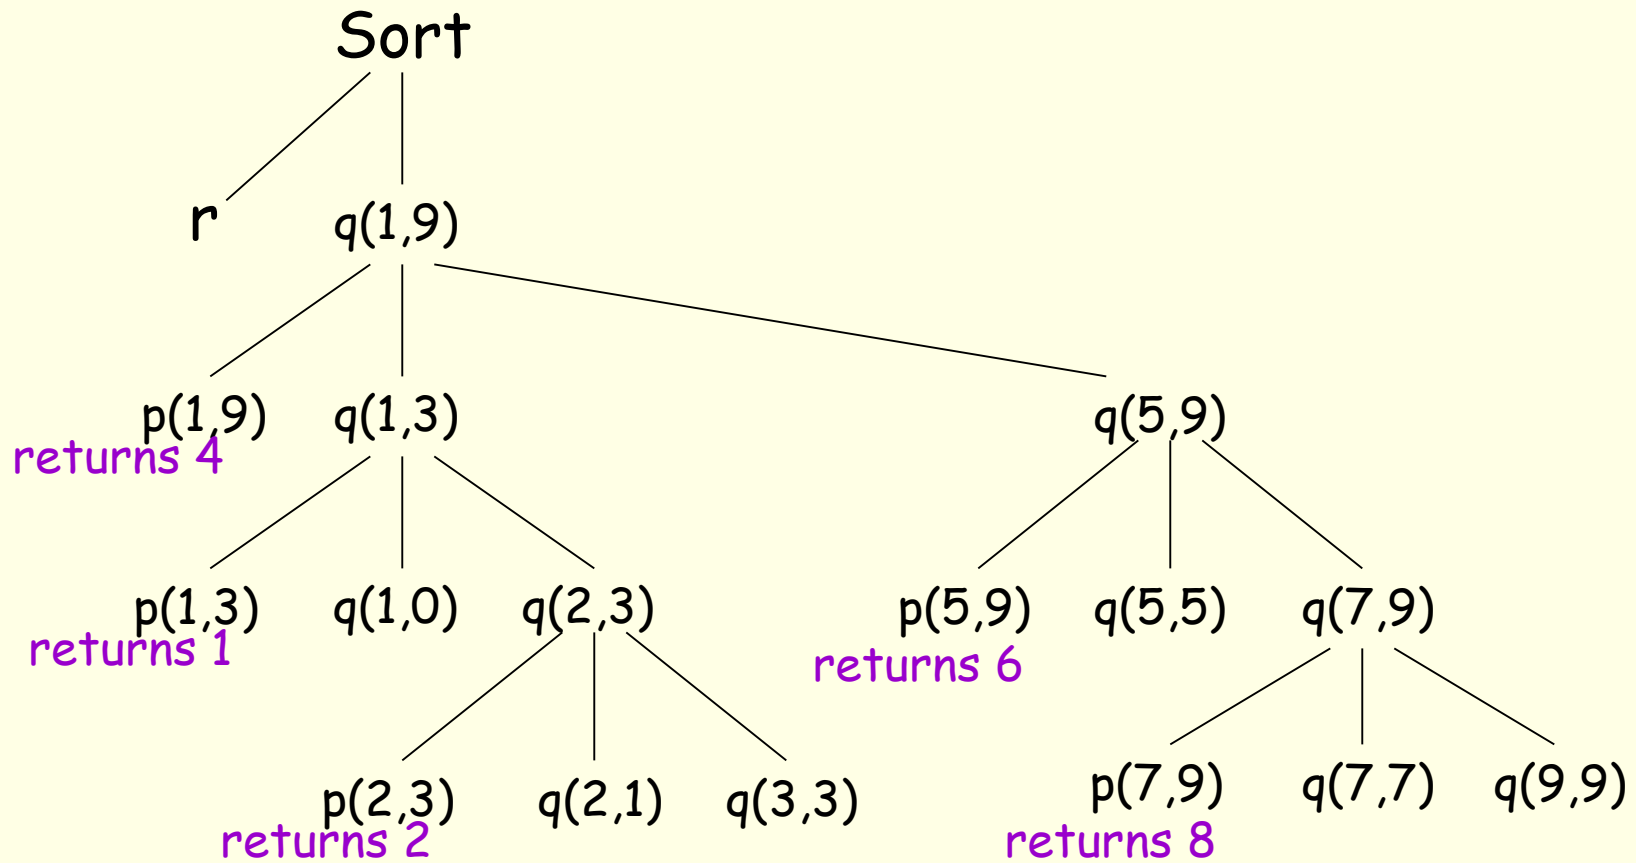 Sort
r q(1,9)
p(1,9) q(1,3) q(5,9)
returns 4
p(1,3) q(1,0) q(2,3) p(5,9) q(5,5) q(7,9)
returns 1 returns 6
p(2,3) q(2,1) q(3,3) p(7,9) q(7,7) q(9,9)
returns 2 returns 8